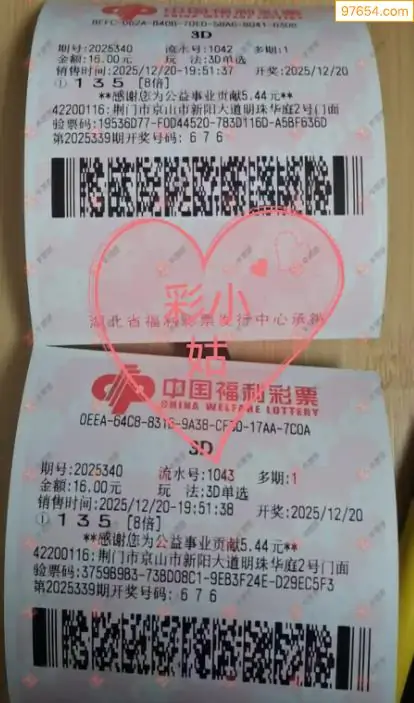 97654.com
3D
期号:2025340 流水号:1042 多期:1
金额:16.00元 玩 法:3D单选
销售时间:2025/12/20-19:51:37 开奖:2025/12/20
① 1 3 5 [8倍]
**感谢您为公益事业贡献5.44元**
42200116:荆门市京山市新阳大道明珠华庭2号门面
验票码:19536D77-F0D44520-783D116D-A5BF636D
第2025339期开奖号码: 6 7 6
彩小姑
湖北省福利彩票发行中心承销
中国福利彩票
CHINA WELFARE LOTTERY
3D
期号:2025340 流水号:1043 多期:1
金额:16.00元 玩 法:3D单选
销售时间:2025/12/20-19:51:38 开奖:2025/12/20
① 1 3 5 [8倍]
**感谢您为公益事业贡献5.44元**
42200116:荆门市京山市新阳大道明珠华庭2号门面
验票码:3759B9B3-73BD08C1-9EB3F24E-D29EC5F3
第2025339期开奖号码: 6 7 6